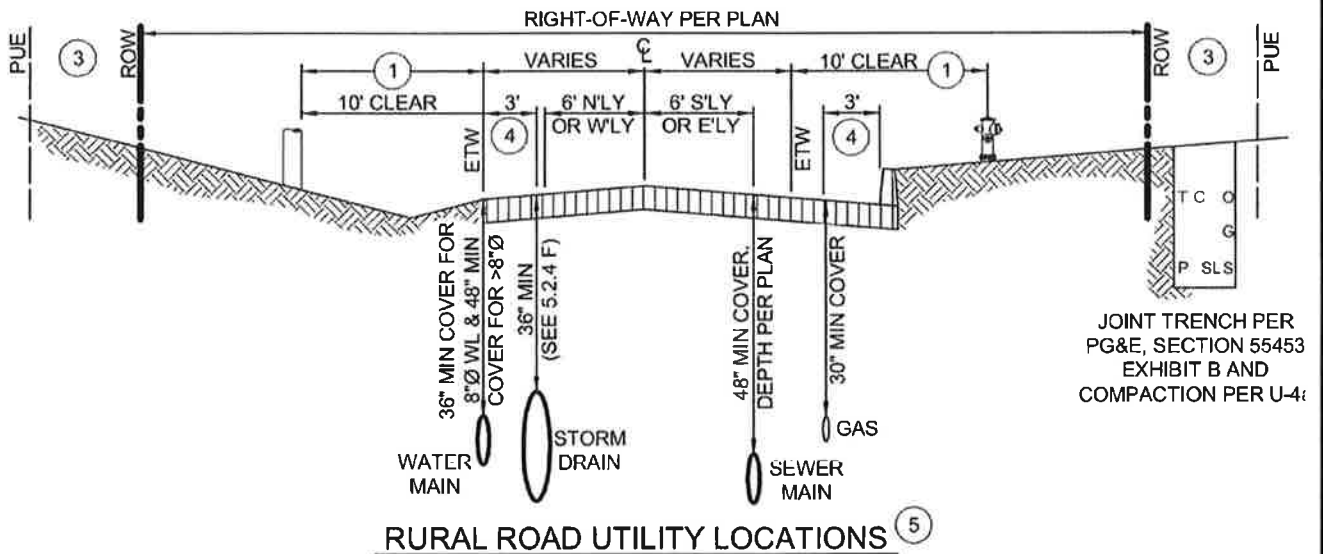 RIGHT-OF-WAY PER PLAN
PUE
3
ROW
1
VARIES
℄
VARIES
10' CLEAR
1
ROW
3
PUE
10' CLEAR
ETW
3'
4
6' N'LY
OR W'LY
6' S'LY
OR E'LY
ETW
3'
4
36" MIN COVER FOR
8"Ø WL & 48" MIN
COVER FOR >8"Ø
36" MIN
(SEE 5.2.4 F)
48" MIN COVER.
DEPTH PER PLAN
30" MIN COVER
T C O
G
P SLS
WATER
MAIN
STORM
DRAIN
SEWER
MAIN
GAS
JOINT TRENCH PER
PG&E, SECTION 55453
EXHIBIT B AND
COMPACTION PER
RURAL ROAD UTILITY LOCATIONS 5